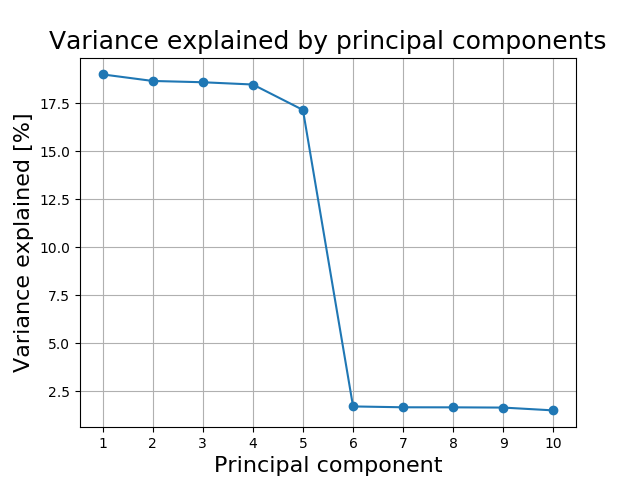 Variance explained by principal components
Variance explained [%]
17.5
15.0
12.5
10.0
7.5
5.0
2.5
1 2 3 4 5 6 7 8 9 10
Principal component